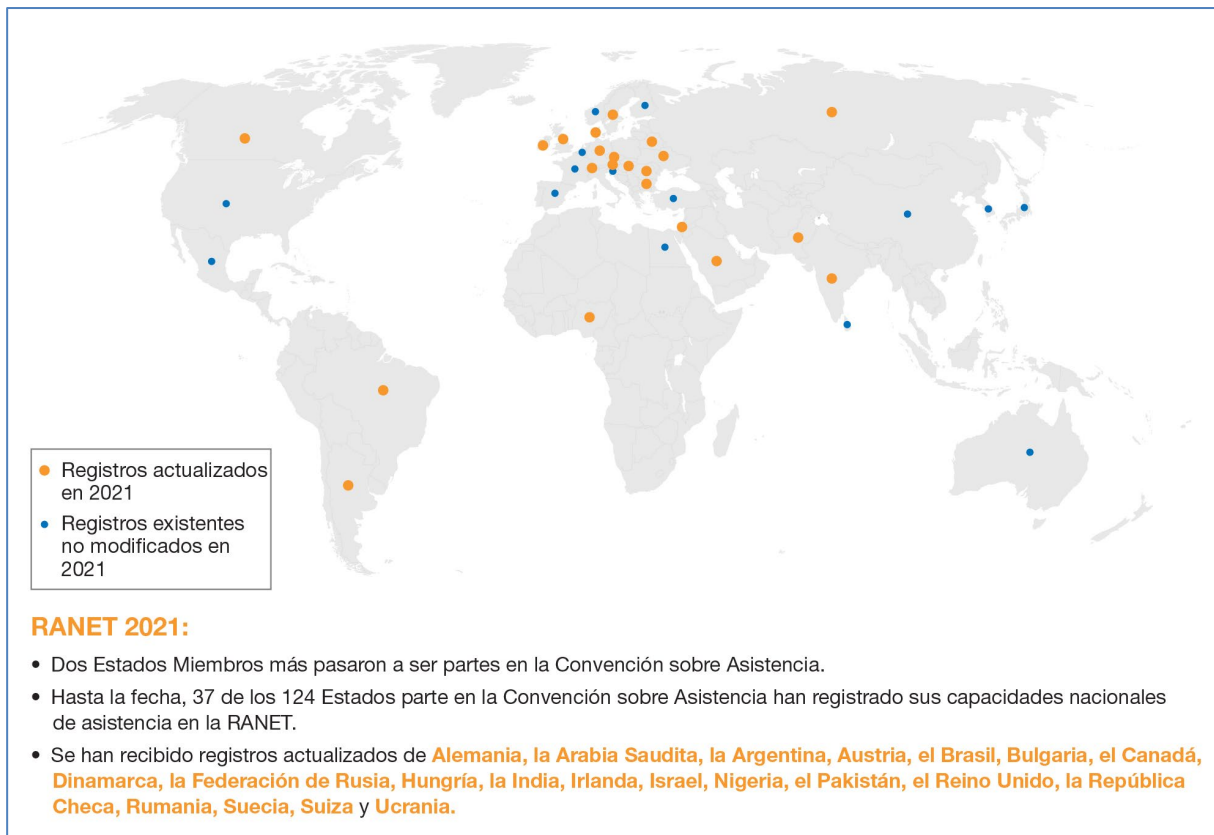 Registros actualizados
en 2021
Registros existentes
no modificados en
2021
RANET 2021:
• Dos Estados Miembros más pasaron a ser partes en la Convención sobre Asistencia.
• Hasta la fecha, 37 de los 124 Estados parte en la Convención sobre Asistencia han registrado sus capacidades nacionales
de asistencia en la RANET.
• Se han recibido registros actualizados de Alemania, la Arabia Saudita, la Argentina, Austria, el Brasil, Bulgaria, el Canadá,
Dinamarca, la Federación de Rusia, Hungría, la India, Irlanda, Israel, Nigeria, el Pakistán, el Reino Unido, la República
Checa, Rumania, Suecia, Suiza y Ucrania.